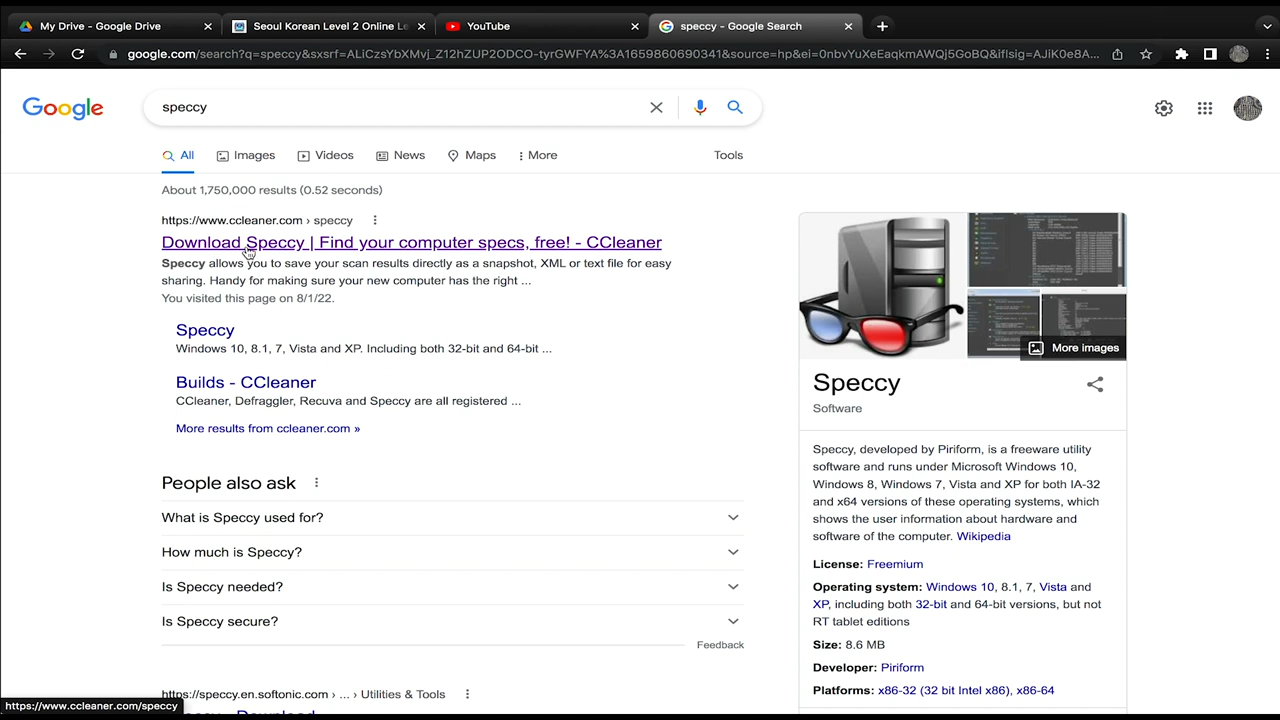 My Drive - Google Drive
Seoul Korean Level 2 Online Le
YouTube
speccy - Google Search
google.com/search?q=speccy&sxsrf=ALiCzsYbXMvj_Z12hZUP2ODCO-tyrGWFYA%3A1659860690341&source=hp&ei=0nbvYuXeEaqkmAWQj5GoBQ&iflsig=AJiK0e8A...
Google
speccy
All
Images
Videos
News
Maps
More
Tools
About 1,750,000 results (0.52 seconds)
https://www.ccleaner.com › speccy
Download Speccy | Find your computer specs, free! - CCleaner
Speccy allows you to save your scan results directly as a snapshot, XML or text file for easy
sharing. Handy for making sure your new computer has the right ...
You visited this page on 8/1/22.
Speccy
Windows 10, 8.1, 7, Vista and XP. Including both 32-bit and 64-bit ...
Builds - CCleaner
CCleaner, Defraggler, Recuva and Speccy are all registered ...
More results from ccleaner.com »
People also ask
What is Speccy used for?
How much is Speccy?
Is Speccy needed?
Is Speccy secure?
Feedback
https://speccy.en.softonic.com › ... › Utilities & Tools
https://www.ccleaner.com/speccy
More images
Speccy
Software
Speccy, developed by Piriform, is a freeware utility
software and runs under Microsoft Windows 10,
Windows 8, Windows 7, Vista and XP for both IA-32
and x64 versions of these operating systems, which
shows the user information about hardware and
software of the computer. Wikipedia
License: Freemium
Operating system: Windows 10, 8.1, 7, Vista and
XP, including both 32-bit and 64-bit versions, but not
RT tablet editions
Size: 8.6 MB
Developer: Piriform
Platforms: x86-32 (32 bit Intel x86), x86-64